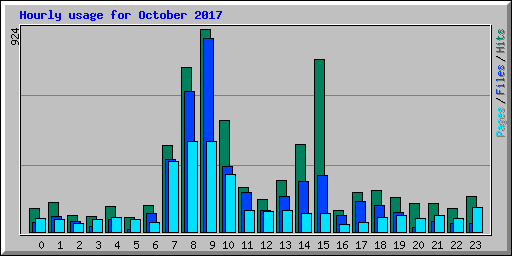 Hourly usage for October 2017
924
Pages/Files/Hits
0 1 2 3 4 5 6 7 8 9 10 11 12 13 14 15 16 17 18 19 20 21 22 23